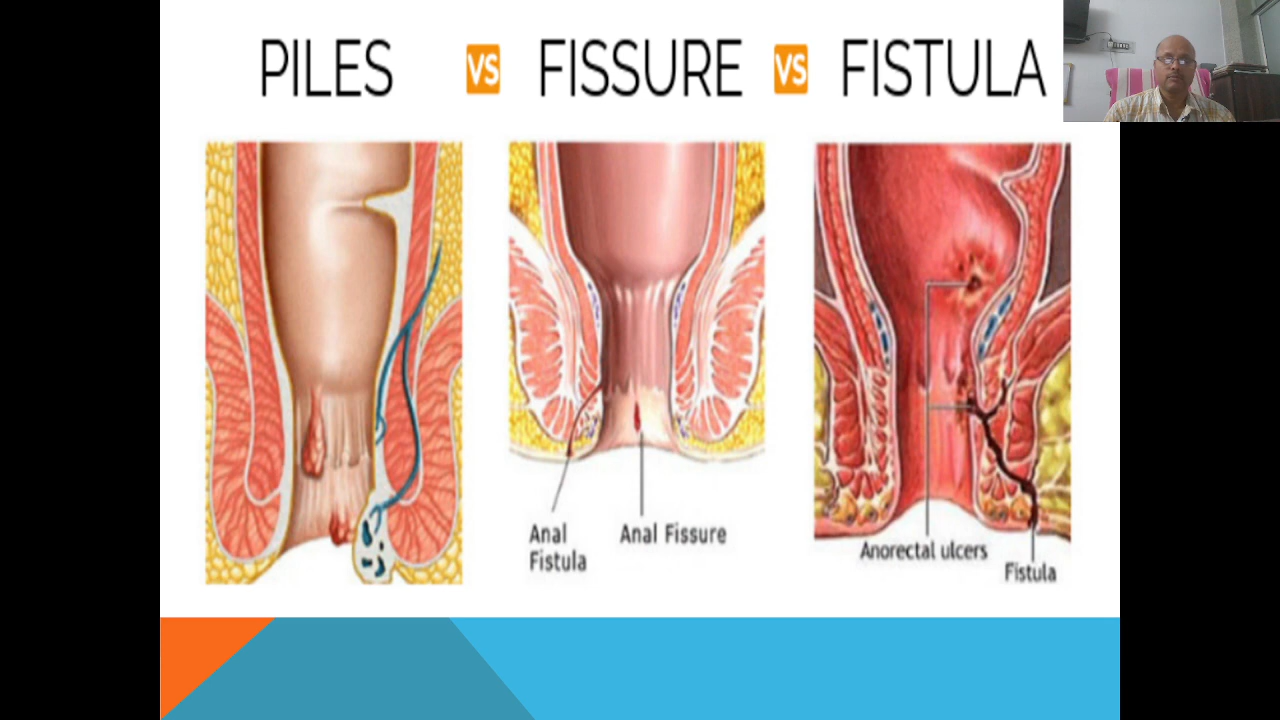 PILES VS FISSURE VS FISTULA
Anal
Fistula
Anal Fissure
Anorectal ulcers
Fistula